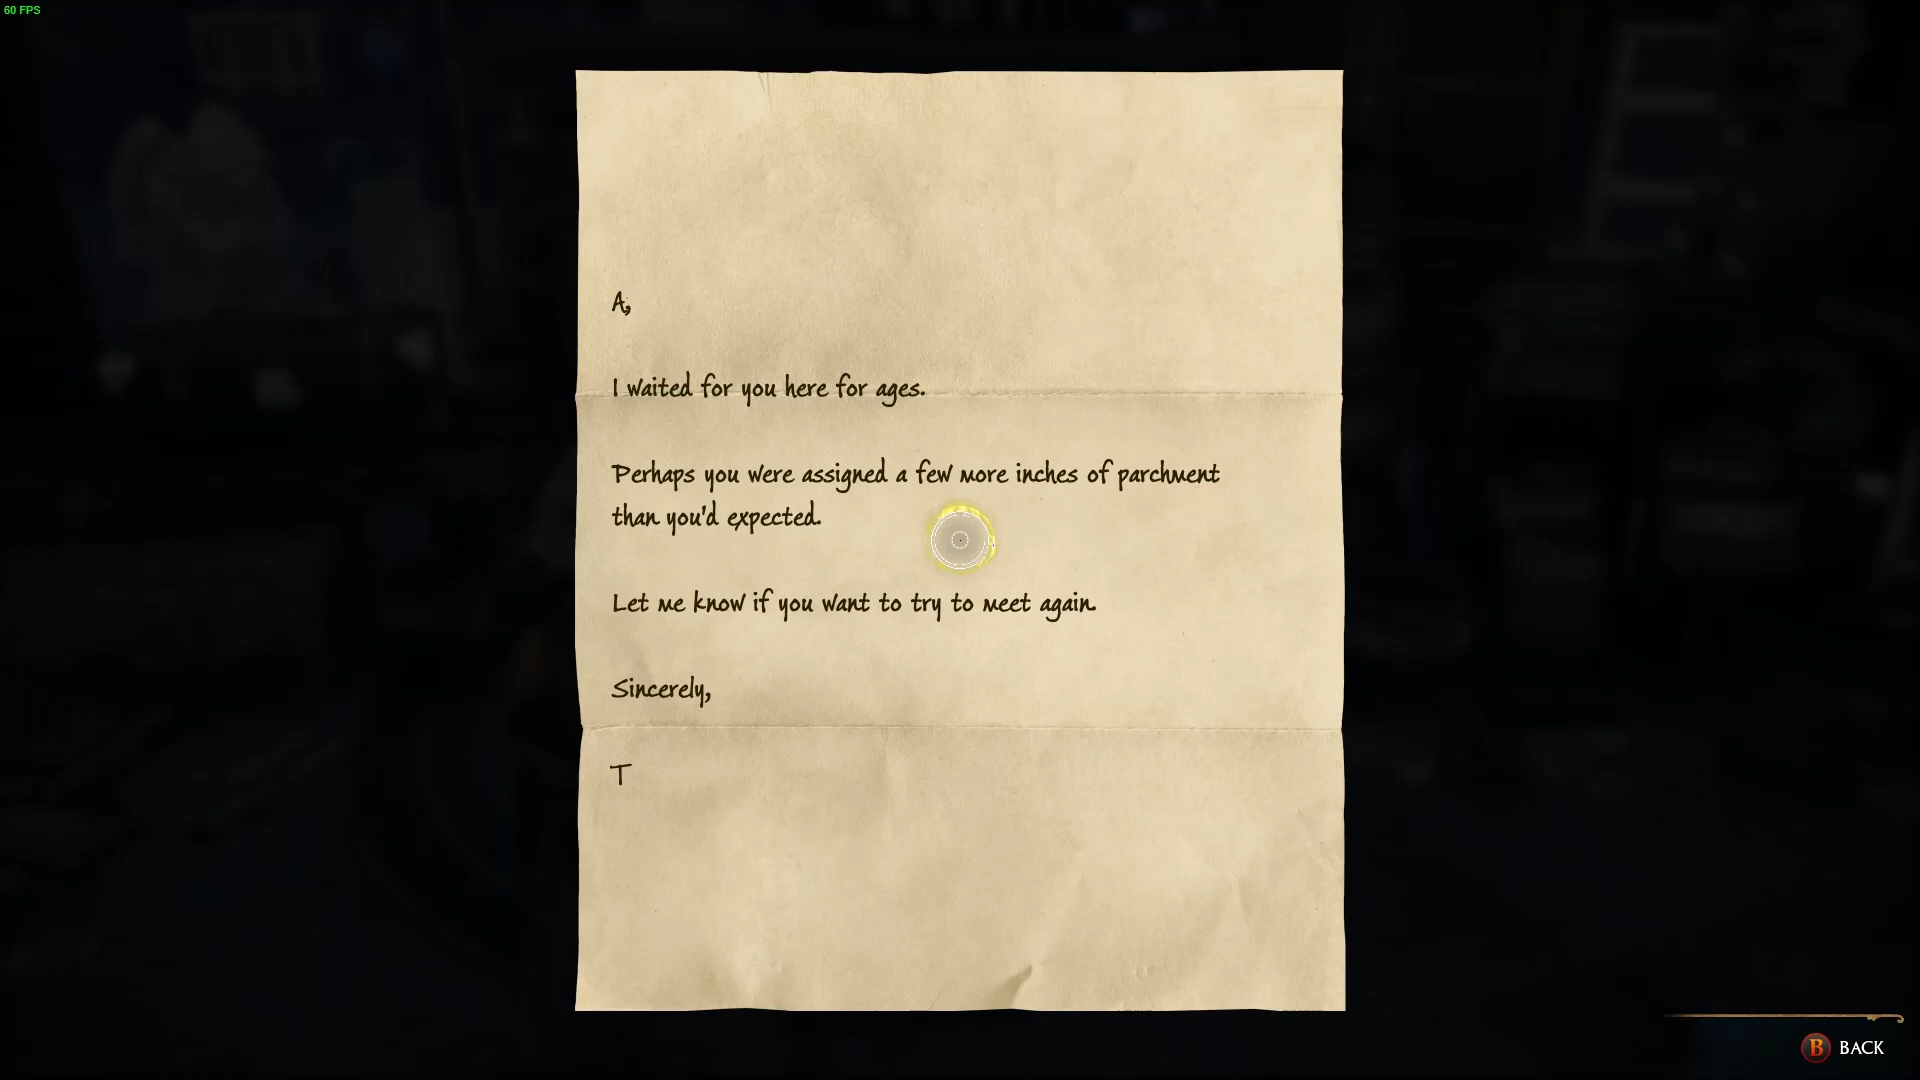 60 FPS
A,
I waited for you here for ages.
Perhaps you were assigned a few more inches of parchment
than you'd expected.
Let me know if you want to try to meet again.
Sincerely,
T
B BACK